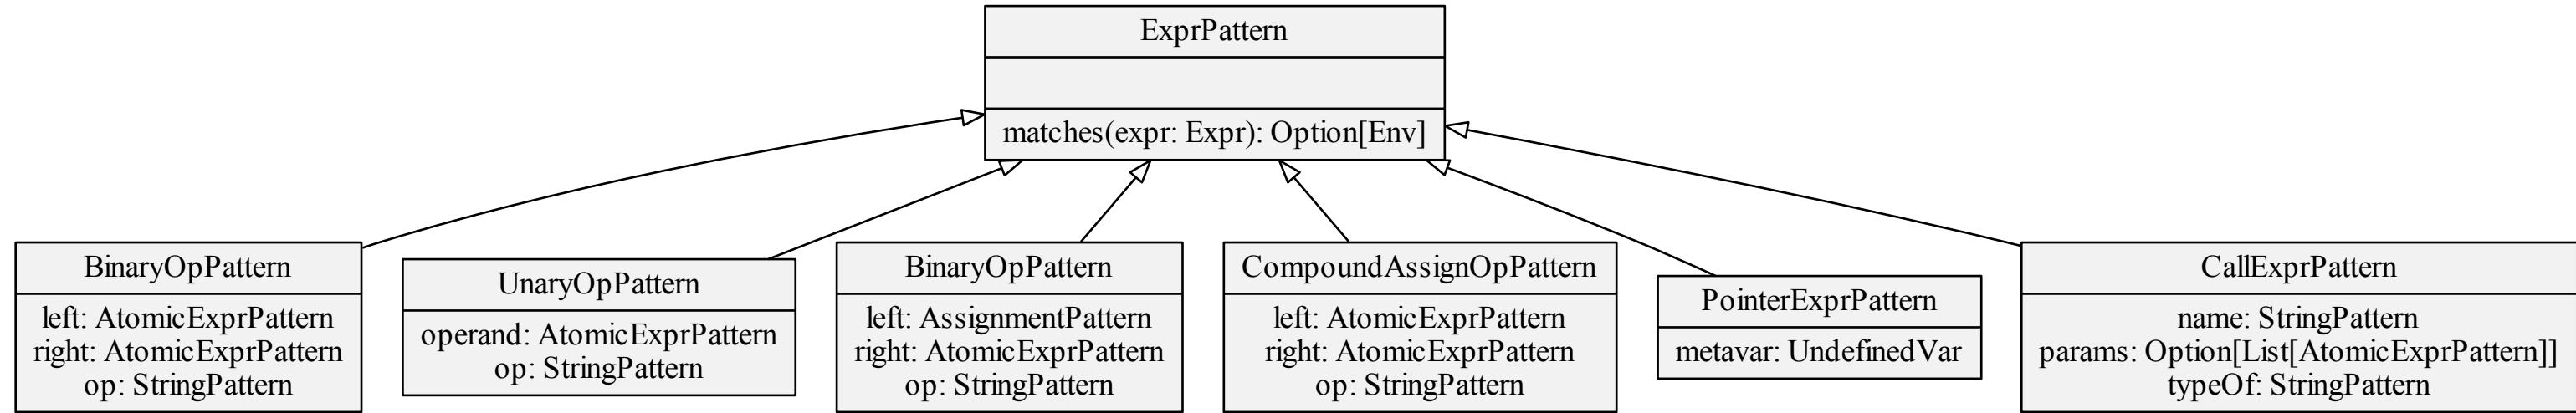 ExprPattern
matches(expr: Expr): Option[Env]
BinaryOpPattern
left: AtomicExprPattern
right: AtomicExprPattern
op: StringPattern
UnaryOpPattern
operand: AtomicExprPattern
op: StringPattern
BinaryOpPattern
left: AssignmentPattern
right: AtomicExprPattern
op: StringPattern
CompoundAssignOpPattern
left: AtomicExprPattern
right: AtomicExprPattern
op: StringPattern
PointerExprPattern
metavar: UndefinedVar
CallExprPattern
name: StringPattern
params: Option[List[AtomicExprPattern]]
typeOf: StringPattern